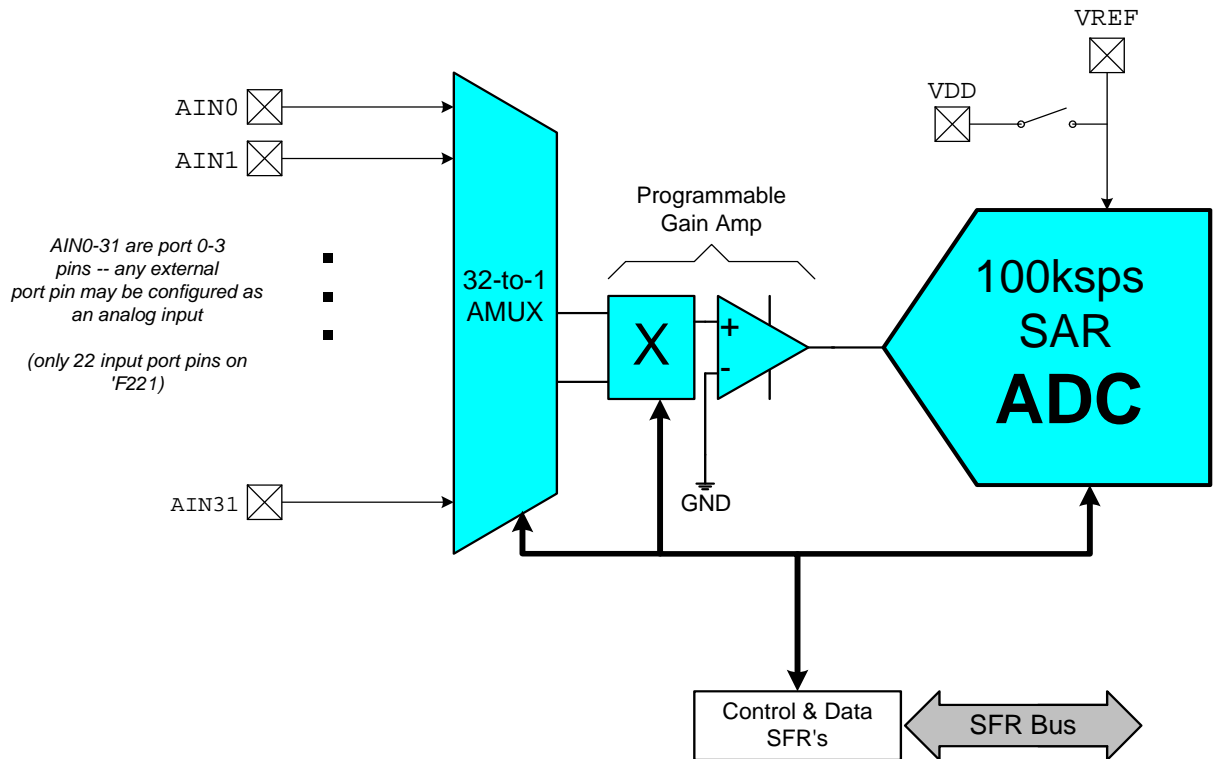 VREF
VDD
AIN0
AIN1
Programmable
Gain Amp
AIN0-31 are port 0-3
pins -- any external
port pin may be configured as
an analog input
(only 22 input port pins on
'F221)
32-to-1
AMUX
X
+
-
100ksps
SAR
ADC
AIN31
GND
Control & Data
SFR's
SFR Bus